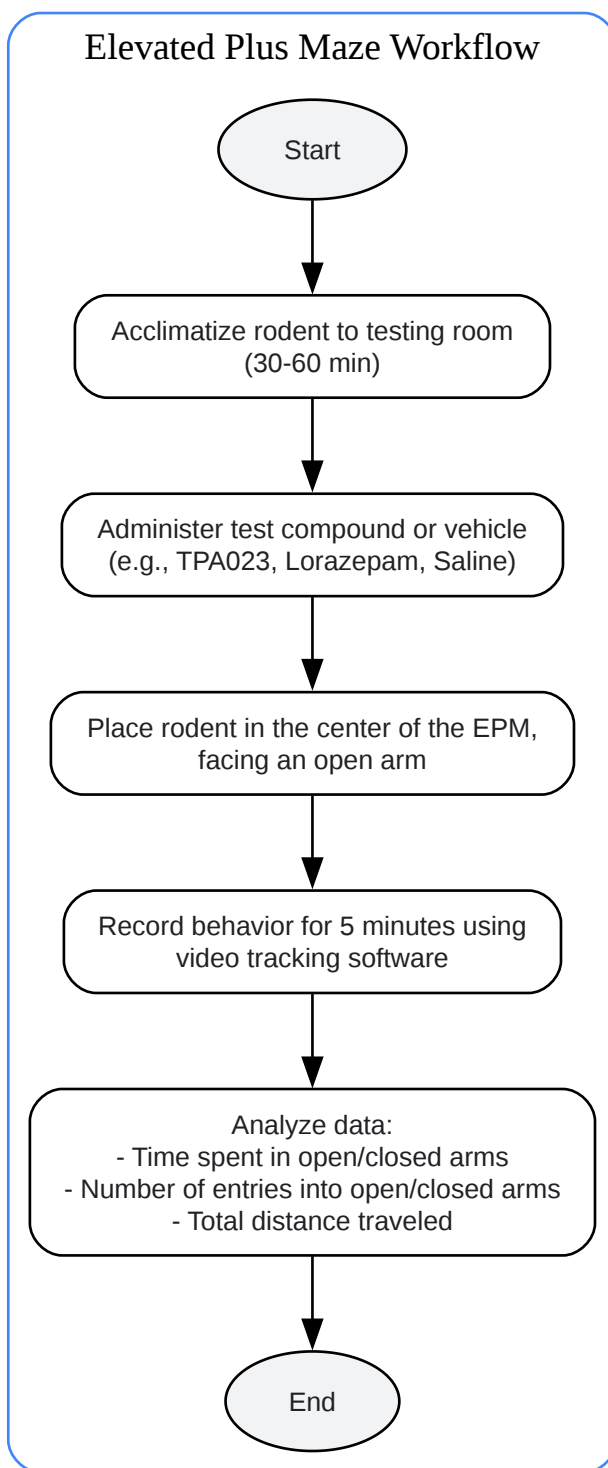 Elevated Plus Maze Workflow
Start
Acclimatize rodent to testing room
(30-60 min)
Administer test compound or vehicle
(e.g., TPA023, Lorazepam, Saline)
Place rodent in the center of the EPM,
facing an open arm
Record behavior for 5 minutes using
video tracking software
Analyze data:
- Time spent in open/closed arms
- Number of entries into open/closed arms
- Total distance traveled
End